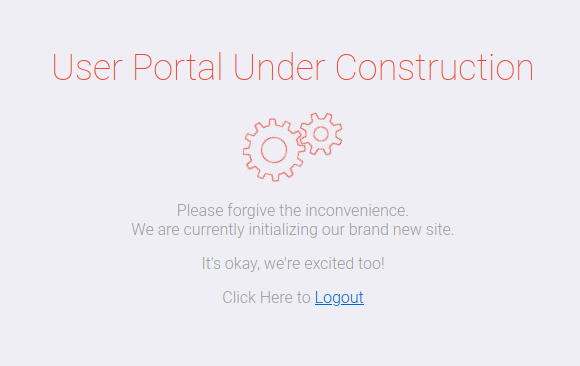 User Portal Under Construction
Please forgive the inconvenience.
We are currently initializing our brand new site.
It's okay, we're excited too!
Click Here to Logout